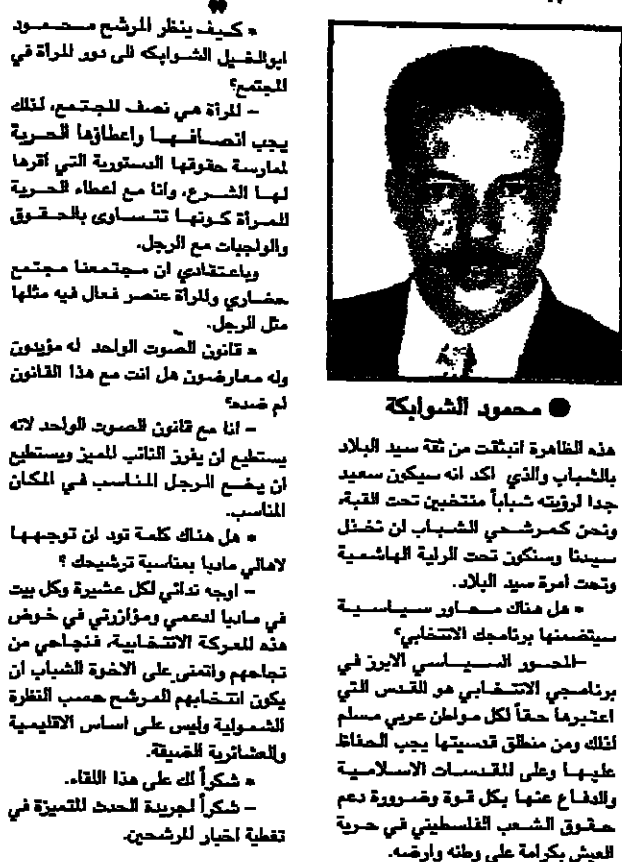 ● محمود الشوابكة
هذه الظاهرة انبثقت من ثقة سيد البلاد
بالشباب والذي اكد انه سيكون سعيد
جدا لرؤيته شباباً منتخبين تحت القبة،
ونحن كمرشحي الشباب لن نخذل
سيدنا وسنكون تحت الراية الهاشمية
وتحت امرة سيد البلاد.
* هل هناك محاور سياسية
سيتضمنها برنامجك الانتخابي؟
-المحور السياسي الابرز في
برنامجي الانتخابي هو القدس التي
اعتبرها حقاً لكل مواطن عربي مسلم
لذلك ومن منطلق قدسيتها يجب الحفاظ
عليها وعلى المقدسات الاسلامية
والدفاع عنها بكل قوة وضرورة دعم
حقوق الشعب الفلسطيني في حرية
العيش بكرامة على وطنه وارضه.
* كيف ينظر المرشح محمود
ابوالخيل الشوابكه الى دور المرأة في
المجتمع؟
- المرأة هي نصف المجتمع، لذلك
يجب انصافها واعطاؤها الحرية
لممارسة حقوقها الدستورية التي اقرها
لها الشرع، وانا مع اعطاء الحرية
للمرأة كونها تتساوى بالحقوق
والواجبات مع الرجل.
وباعتقادي ان مجتمعنا مجتمع
حضاري والمرأة عنصر فعال فيه مثلها
مثل الرجل.
* قانون الصوت الواحد له مؤيدون
وله معارضون هل انت مع هذا القانون
ام ضده؟
- انا مع قانون الصوت الواحد لانه
يستطيع ان يفرز النائب المميز ويستطيع
ان يضع الرجل المناسب في المكان
المناسب.
* هل هناك كلمة تود ان توجهها
لاهالي مادبا بمناسبة ترشيحك ؟
- اوجه ندائي لكل عشيرة وكل بيت
في مادبا لدعمي ومؤازرتي في خوض
هذه المعركة الانتخابية، فنجاحي من
نجاحهم واتمنى على الاخوة الشباب ان
يكون انتخابهم للمرشح حسب النظرة
الشمولية وليس على اساس الاقليمية
والعشائرية الضيقة.
* شكراً لك على هذا اللقاء.
- شكراً لجريدة الحدث المتميزة في
تغطية اخبار المرشحين.